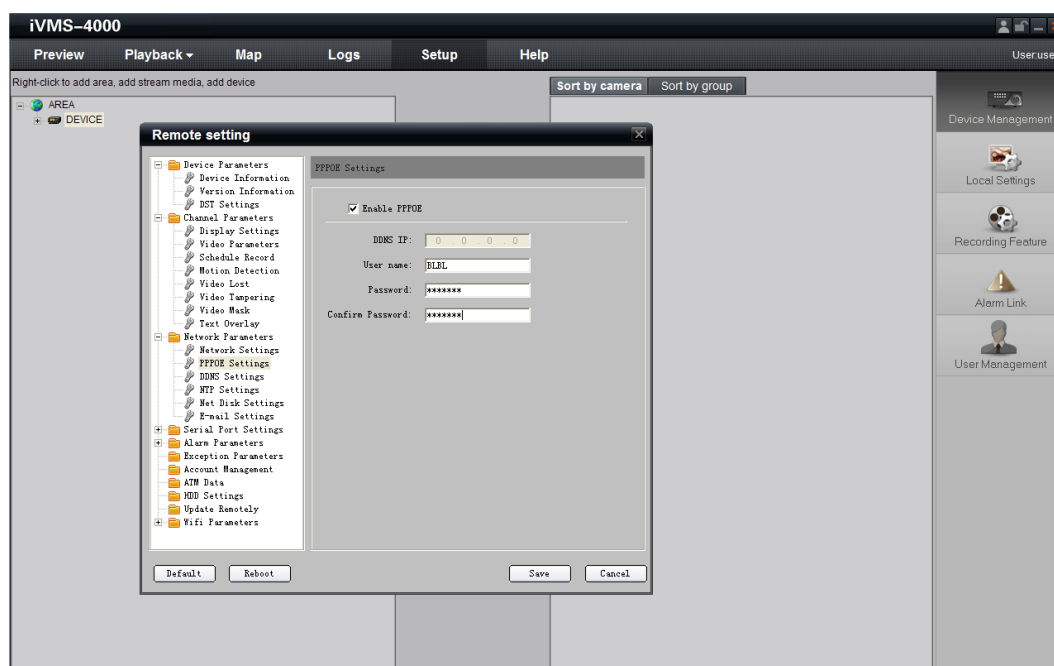 iVMS-4000
Preview Playback Map Logs Setup Help
Right-click to add area, add stream media, add device
Sort by camera Sort by group
AREA
DEVICE
Remote setting
Device Parameters
Device Information
Version Information
DST Settings
Channel Parameters
Display Settings
Video Parameters
Schedule Record
Motion Detection
Video Lost
Video Tampering
Video Mask
Text Overlay
Network Parameters
Network Settings
PPPOE Settings
DDNS Settings
NTP Settings
Net Disk Settings
E-mail Settings
Serial Port Settings
Alarm Parameters
Exception Parameters
Account Management
ATM Data
HDD Settings
Update Remotely
Wifi Parameters
PPPOE Settings
Enable PPPOE
DDNS IP: 0 . 0 . 0 . 0
User name: BLBL
Password: *******
Confirm Password: *******
Default Reboot Save Cancel
User:use
Device Management
Local Settings
Recording Feature
Alarm Link
User Management